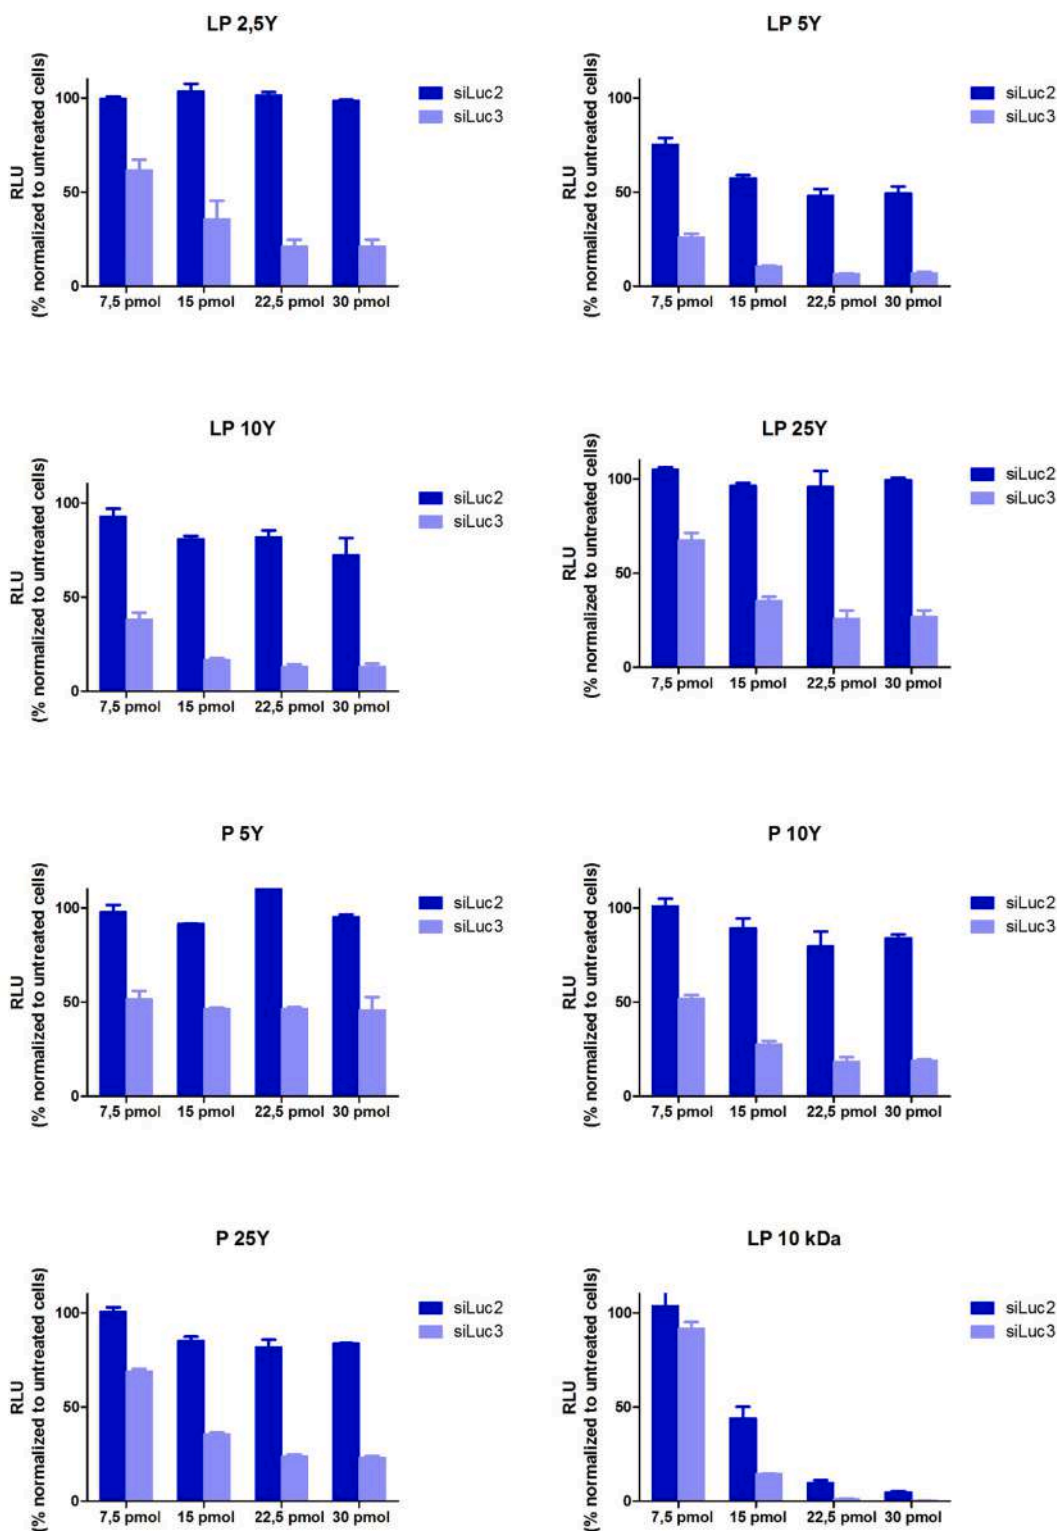 LP 2,5Y
RLU
(% normalized to untreated cells)
100
50
0
7,5 pmol 15 pmol 22,5 pmol 30 pmol
siLuc2
siLuc3
LP 5Y
RLU
(% normalized to untreated cells)
100
50
0
7,5 pmol 15 pmol 22,5 pmol 30 pmol
siLuc2
siLuc3
LP 10Y
RLU
(% normalized to untreated cells)
100
50
0
7,5 pmol 15 pmol 22,5 pmol 30 pmol
siLuc2
siLuc3
LP 25Y
RLU
(% normalized to untreated cells)
100
50
0
7,5 pmol 15 pmol 22,5 pmol 30 pmol
siLuc2
siLuc3
P 5Y
RLU
(% normalized to untreated cells)
100
50
0
7,5 pmol 15 pmol 22,5 pmol 30 pmol
siLuc2
siLuc3
P 10Y
RLU
(% normalized to untreated cells)
100
50
0
7,5 pmol 15 pmol 22,5 pmol 30 pmol
siLuc2
siLuc3
P 25Y
RLU
(% normalized to untreated cells)
100
50
0
7,5 pmol 15 pmol 22,5 pmol 30 pmol
siLuc2
siLuc3
LP 10 kDa
RLU
(% normalized to untreated cells)
100
50
0
7,5 pmol 15 pmol 22,5 pmol 30 pmol
siLuc2
siLuc3